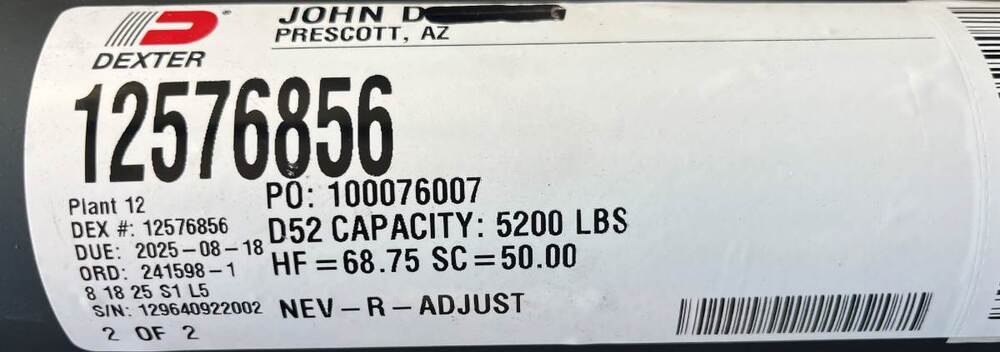 DEXTER
JOHN D
PRESCOTT, AZ
12576856
Plant 12
DEX #: 12576856
DUE: 2025-08-18
ORD: 241598-1
8 18 25 S1 L5
S/N: 129640922002
2 OF 2
PO: 100076007
D52 CAPACITY: 5200 LBS
HF=68.75 SC=50.00
NEV-R-ADJUST